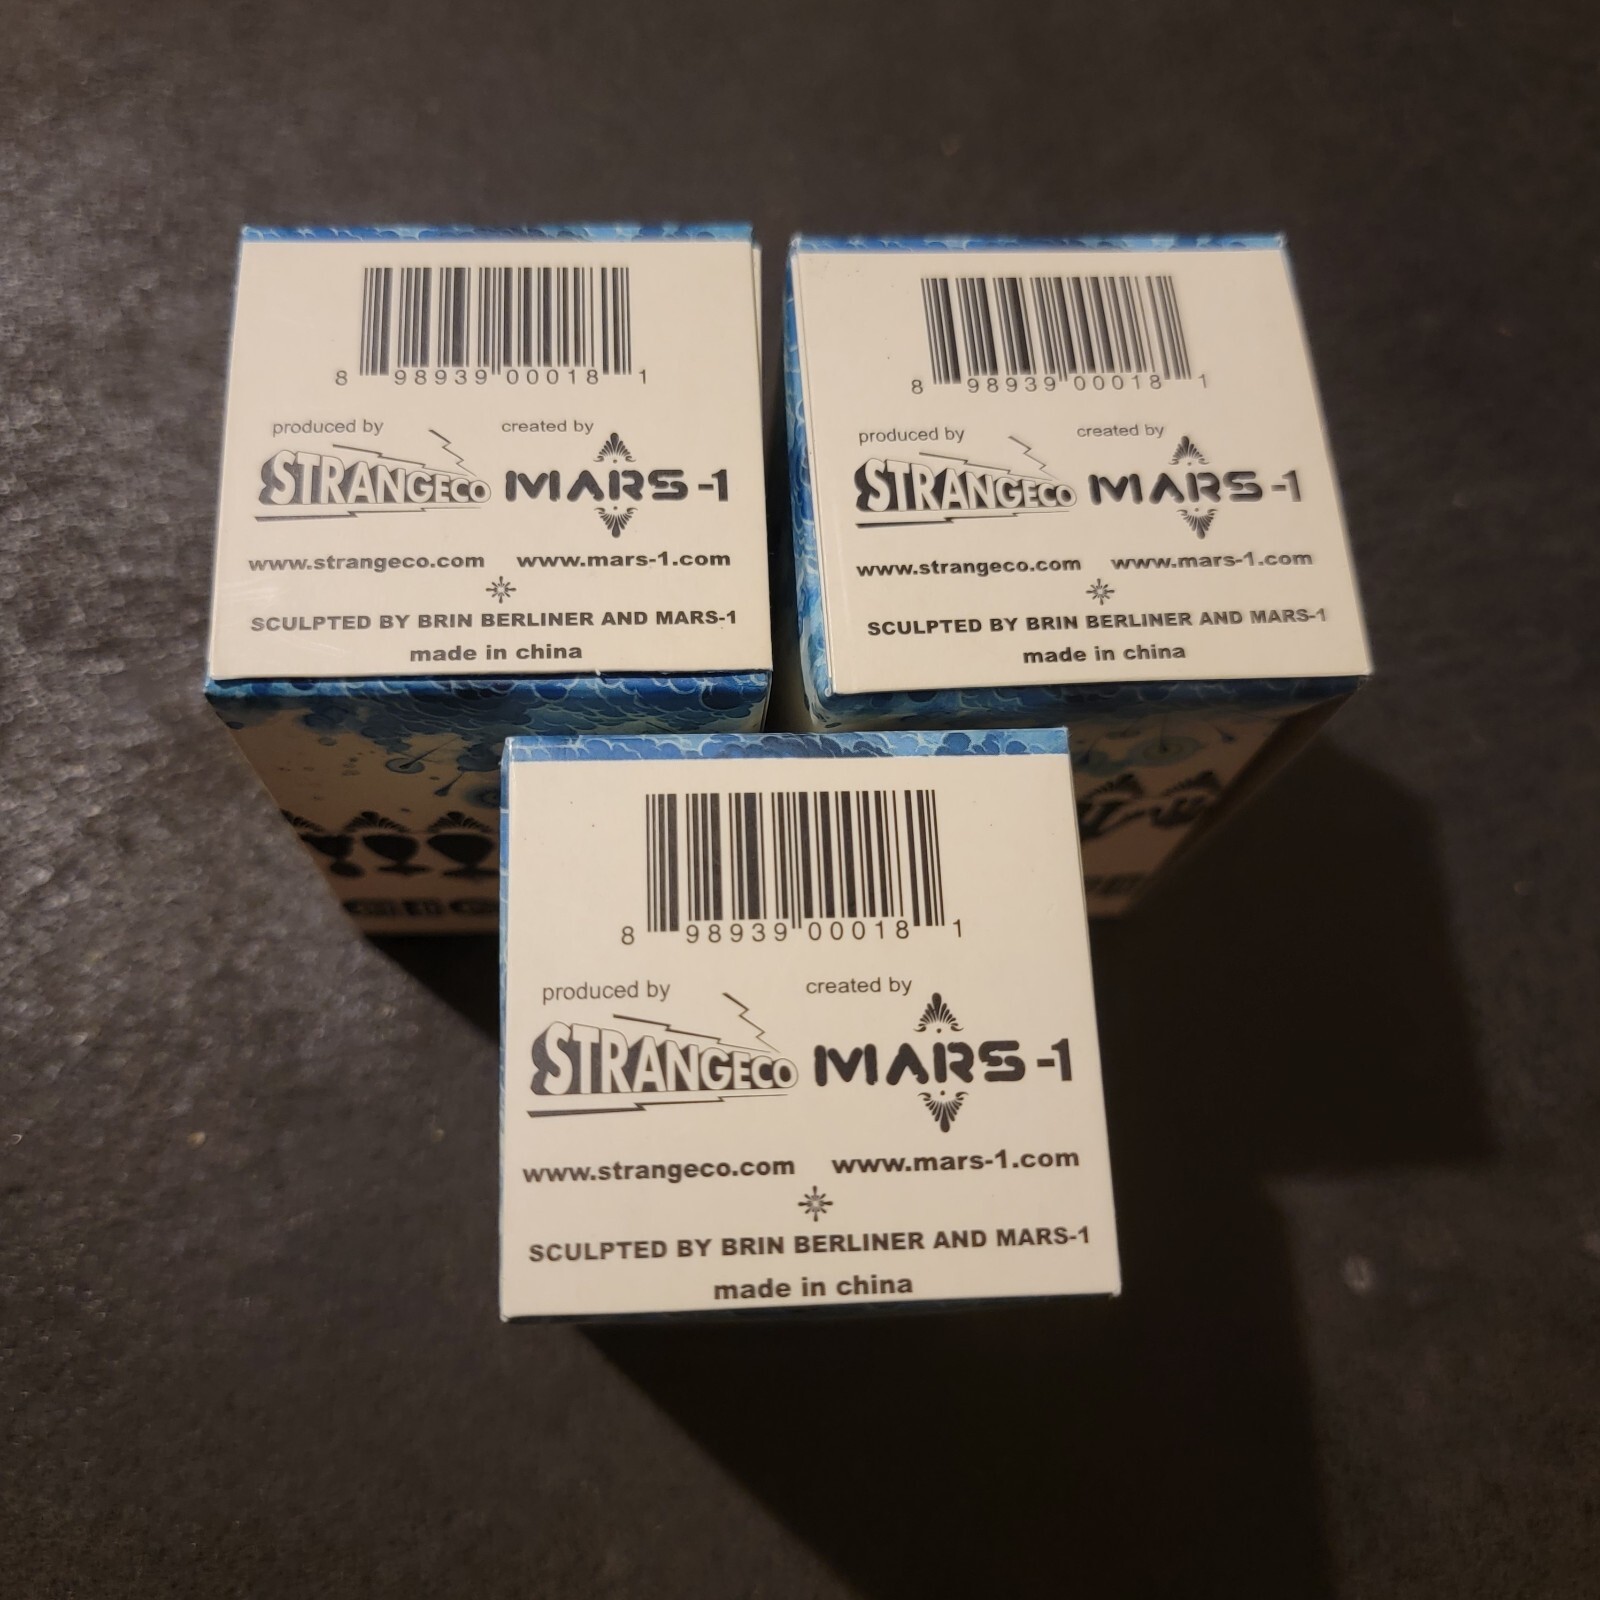 8 98939 00018 1
produced by created by
STRANGECO MARS-1
www.strangeco.com www.mars-1.com
SCULPTED BY BRIN BERLINER AND MARS-1
made in china
8 98939 00018 1
produced by created by
STRANGECO MARS-1
www.strangeco.com www.mars-1.com
SCULPTED BY BRIN BERLINER AND MARS-1
made in china
8 98939 00018 1
produced by created by
STRANGECO MARS-1
www.strangeco.com www.mars-1.com
SCULPTED BY BRIN BERLINER AND MARS-1
made in china